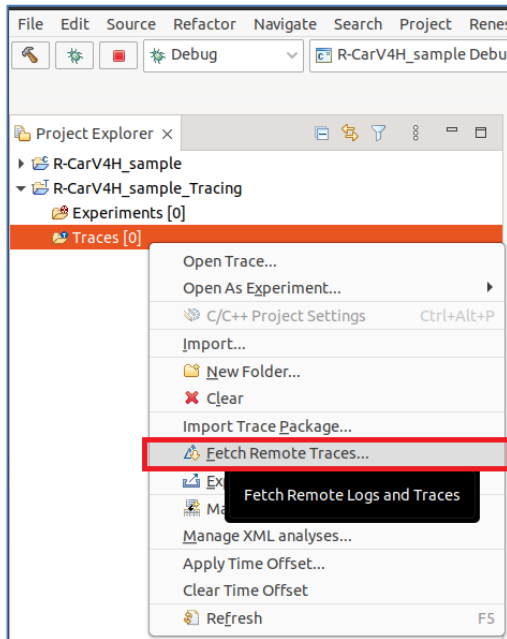 File Edit Source Refactor Navigate Search Project Renes
Debug
R-CarV4H_sample Debu
Project Explorer
R-CarV4H_sample
R-CarV4H_sample_Tracing
Experiments [0]
Traces [0]
Open Trace...
Open As Experiment...
C/C++ Project Settings Ctrl+Alt+P
Import...
New Folder...
Clear
Import Trace Package...
Fetch Remote Traces...
Ex
Fetch Remote Logs and Traces
Ma
Manage XML analyses...
Apply Time Offset...
Clear Time Offset
Refresh F5